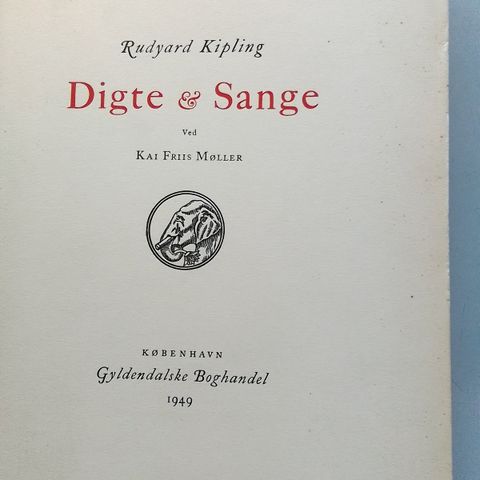 Rudyard Kipling
Digte & Sange
Ved
KAI FRIIS MØLLER
KØBENHAVN
Gyldendalske Boghandel
1949